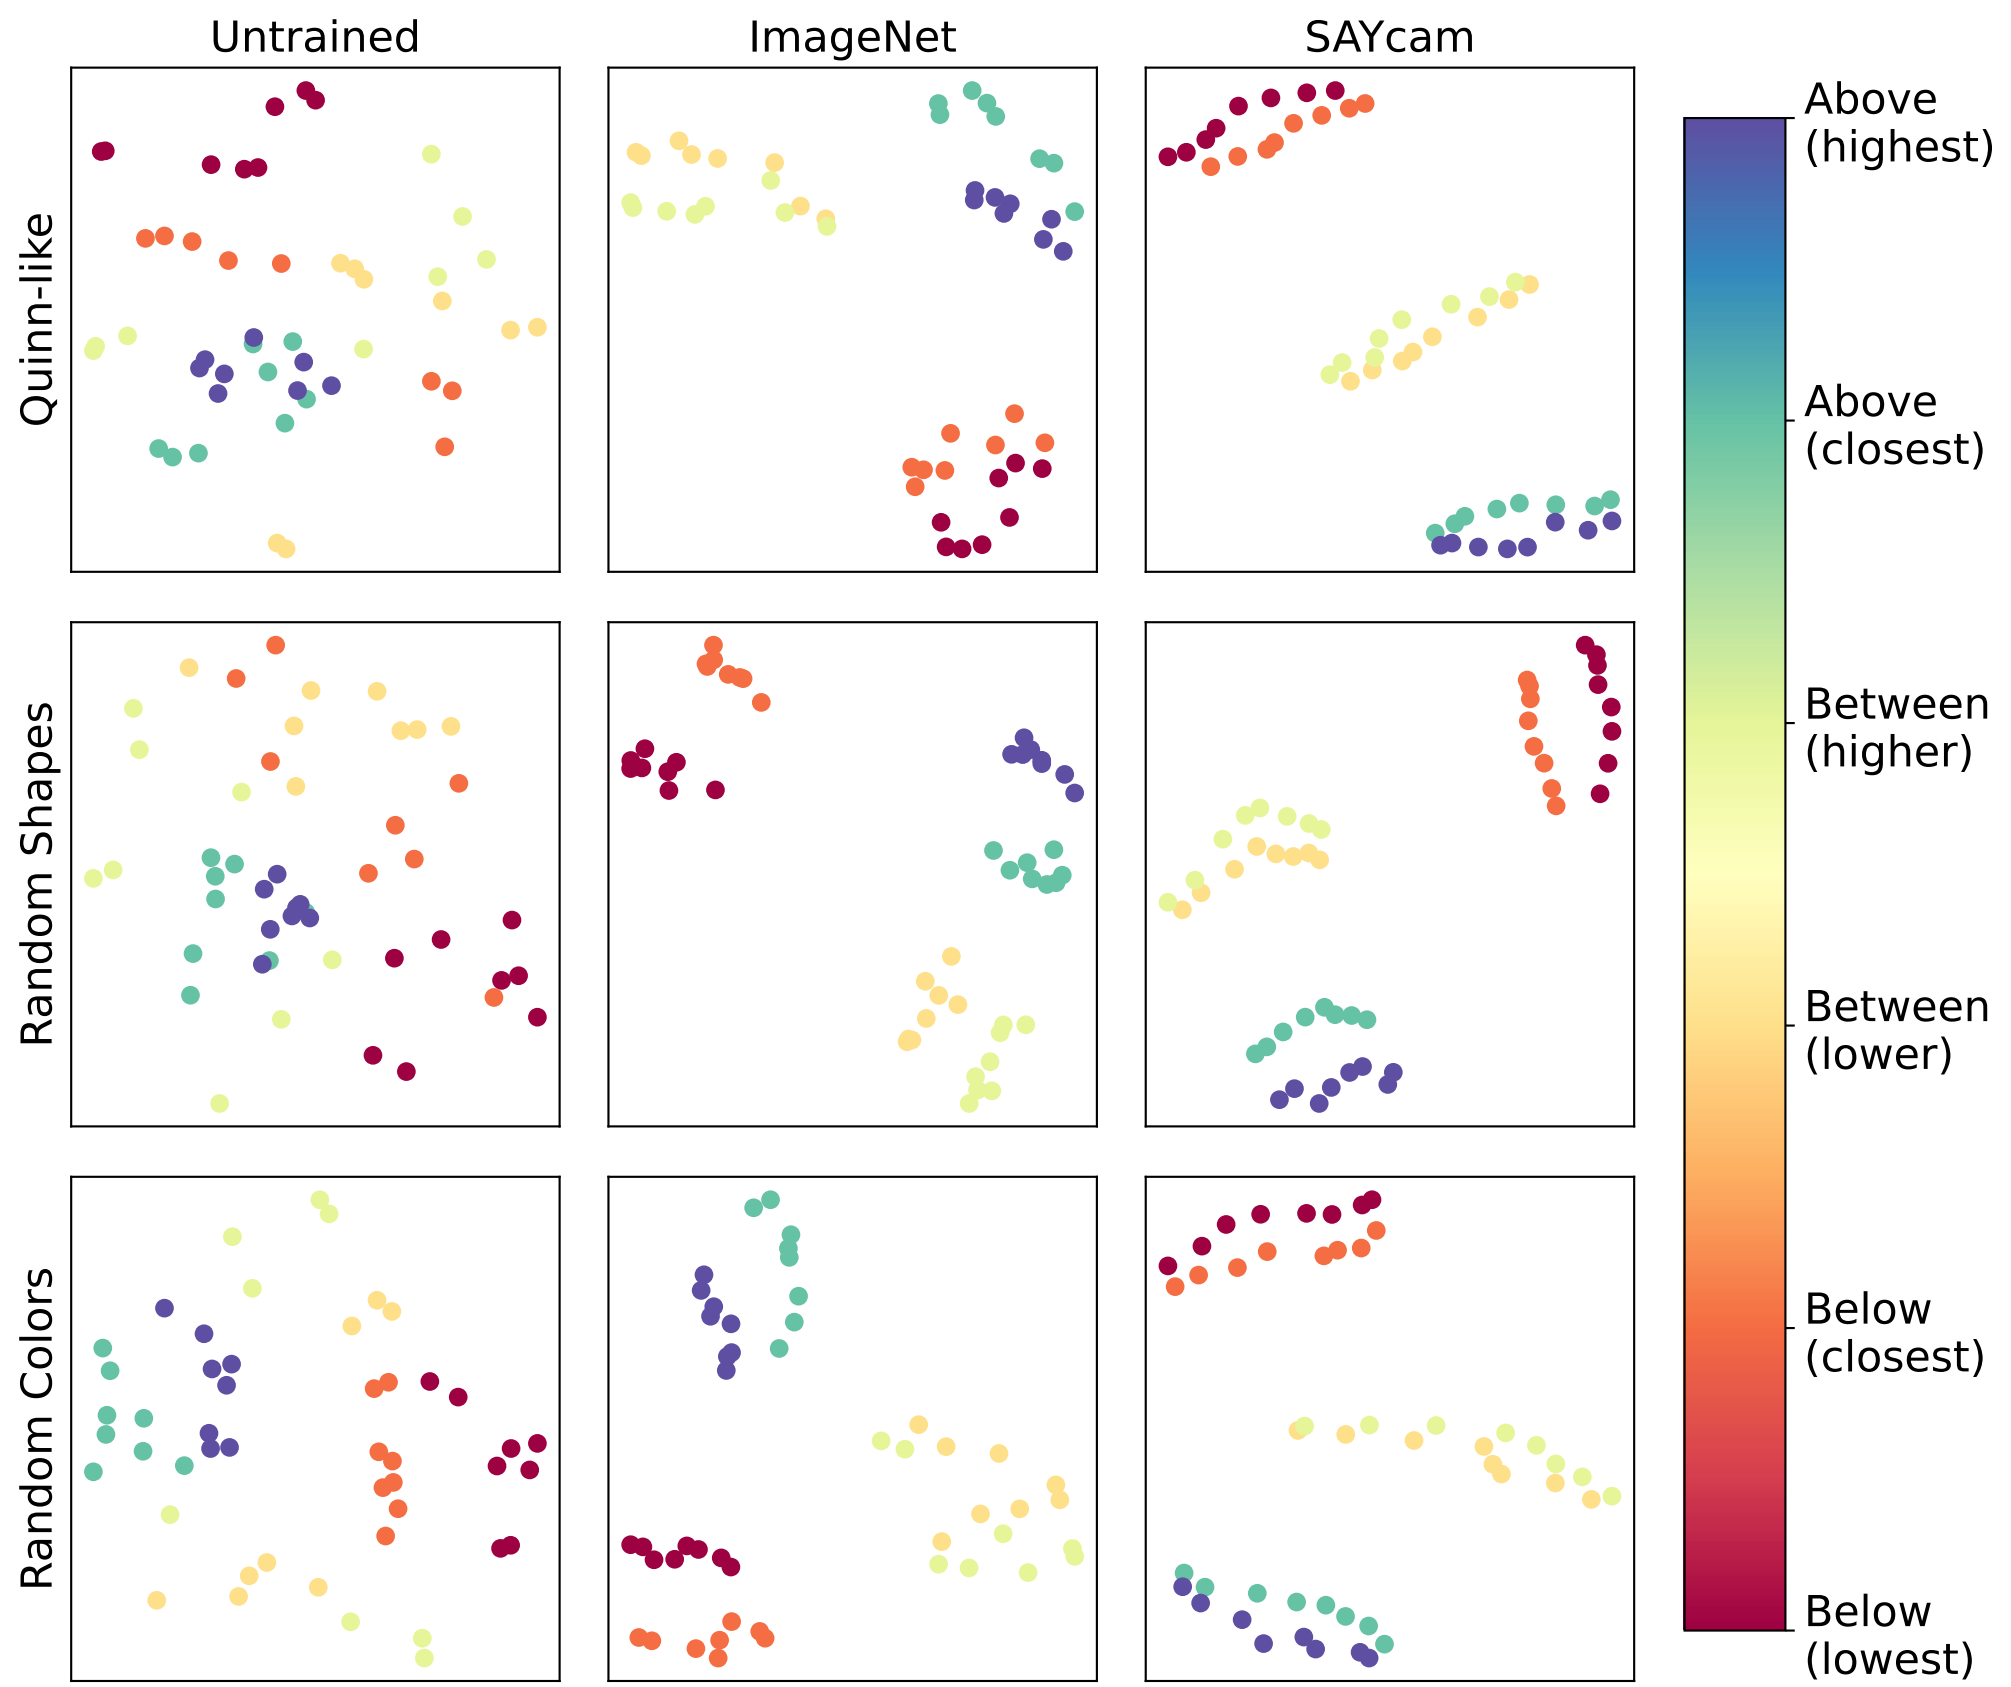 Untrained
ImageNet
SAYcam
Quinn-like
Random Shapes
Random Colors
Above
(highest)
Above
(closest)
Between
(higher)
Between
(lower)
Below
(closest)
Below
(lowest)